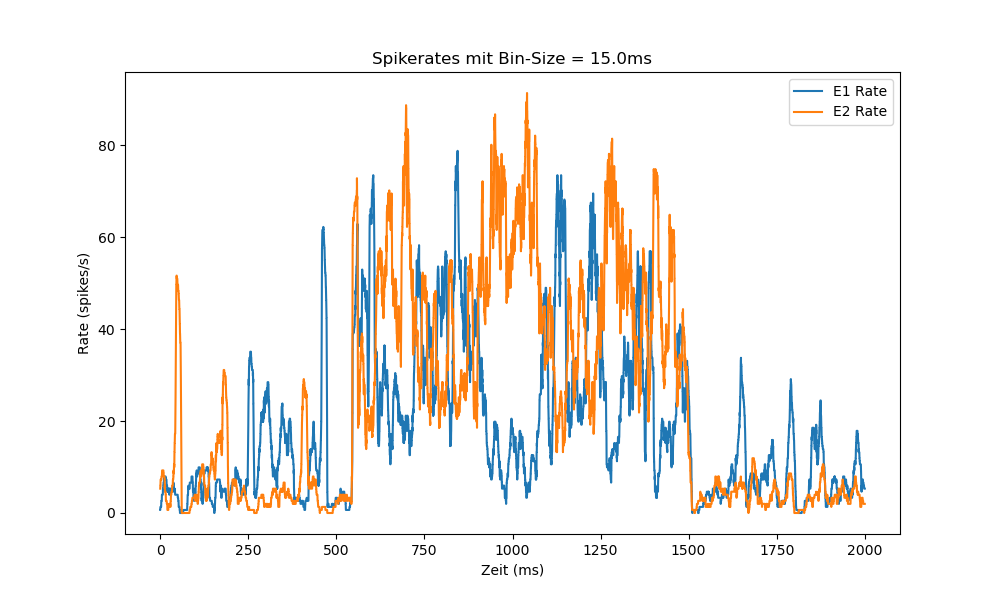 Spikerates mit Bin-Size = 15.0ms
E1 Rate
E2 Rate
Rate (spikes/s)
80
60
40
20
0
0 250 500 750 1000 1250 1500 1750 2000
Zeit (ms)